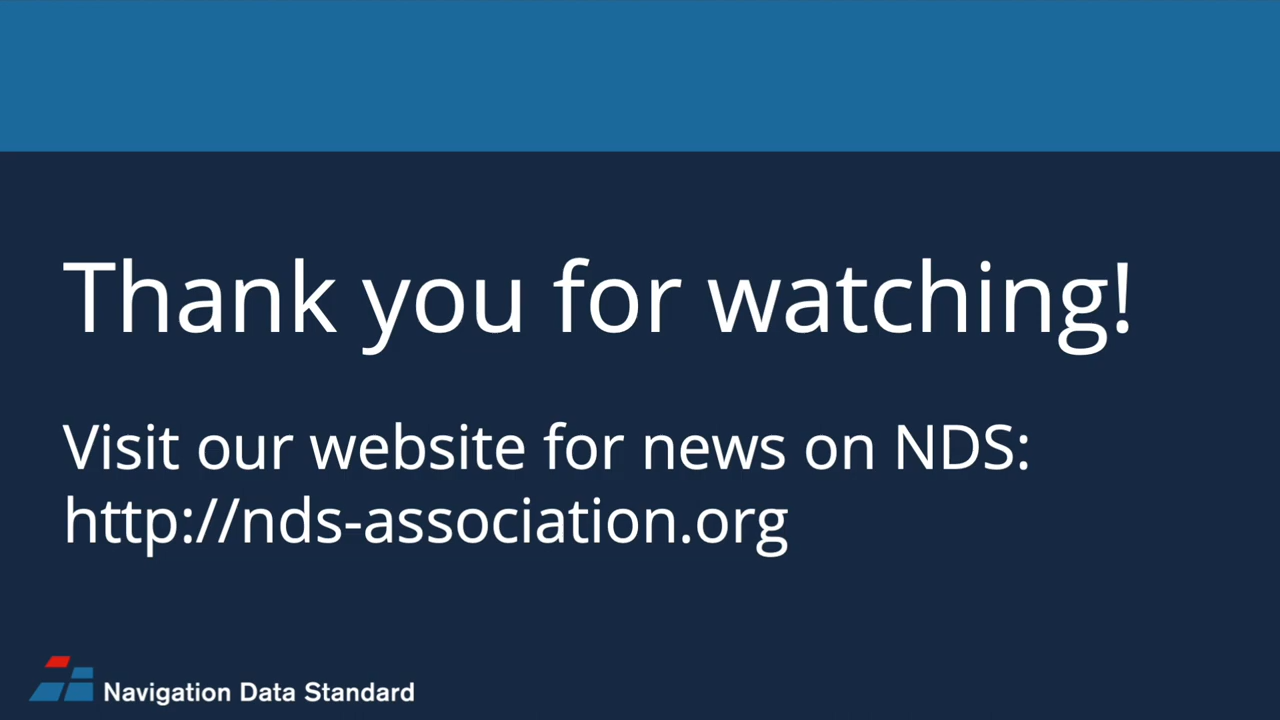 Thank you for watching!
Visit our website for news on NDS:
http://nds-association.org
Navigation Data Standard